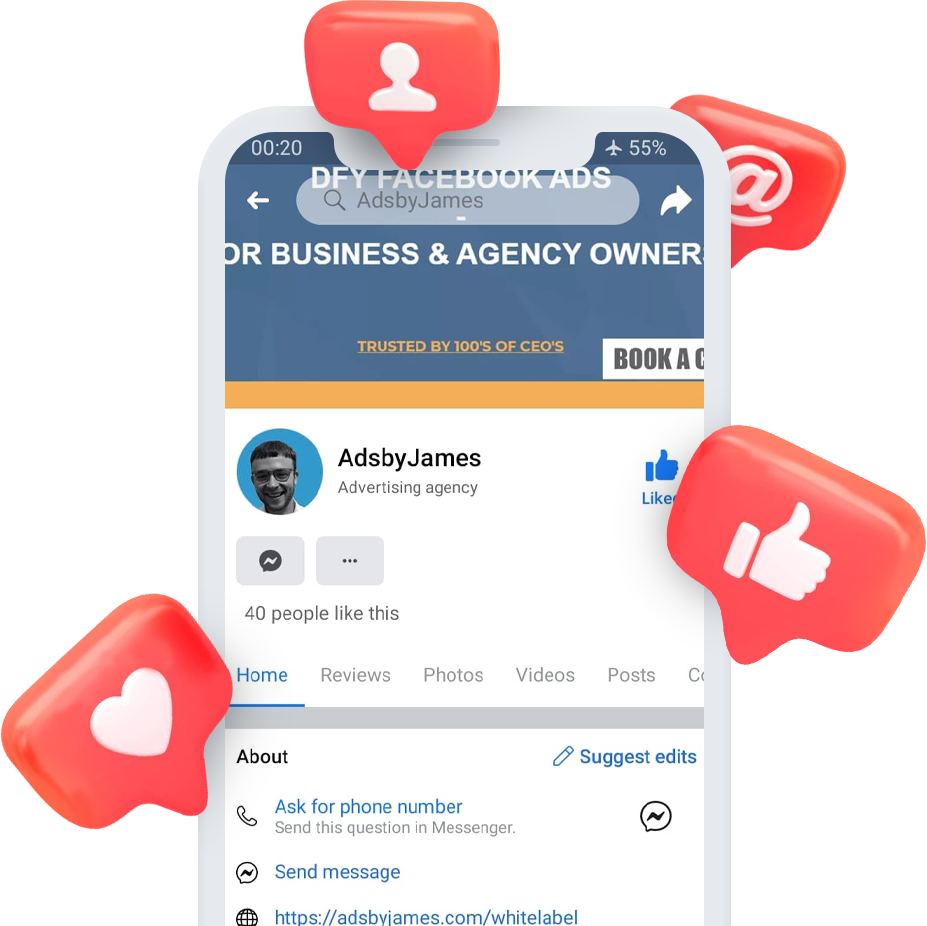 00:20
55%
DFY FACEBOOK ADS
AdsbyJames
-
OR BUSINESS & AGENCY OWNERS
TRUSTED BY 100'S OF CEO'S
BOOK A C
AdsbyJames
Advertising agency
Liked
40 people like this
Home Reviews Photos Videos Posts Co
About
Suggest edits
Ask for phone number
Send this question in Messenger.
Send message
https://adsbyjames.com/whitelabel
@